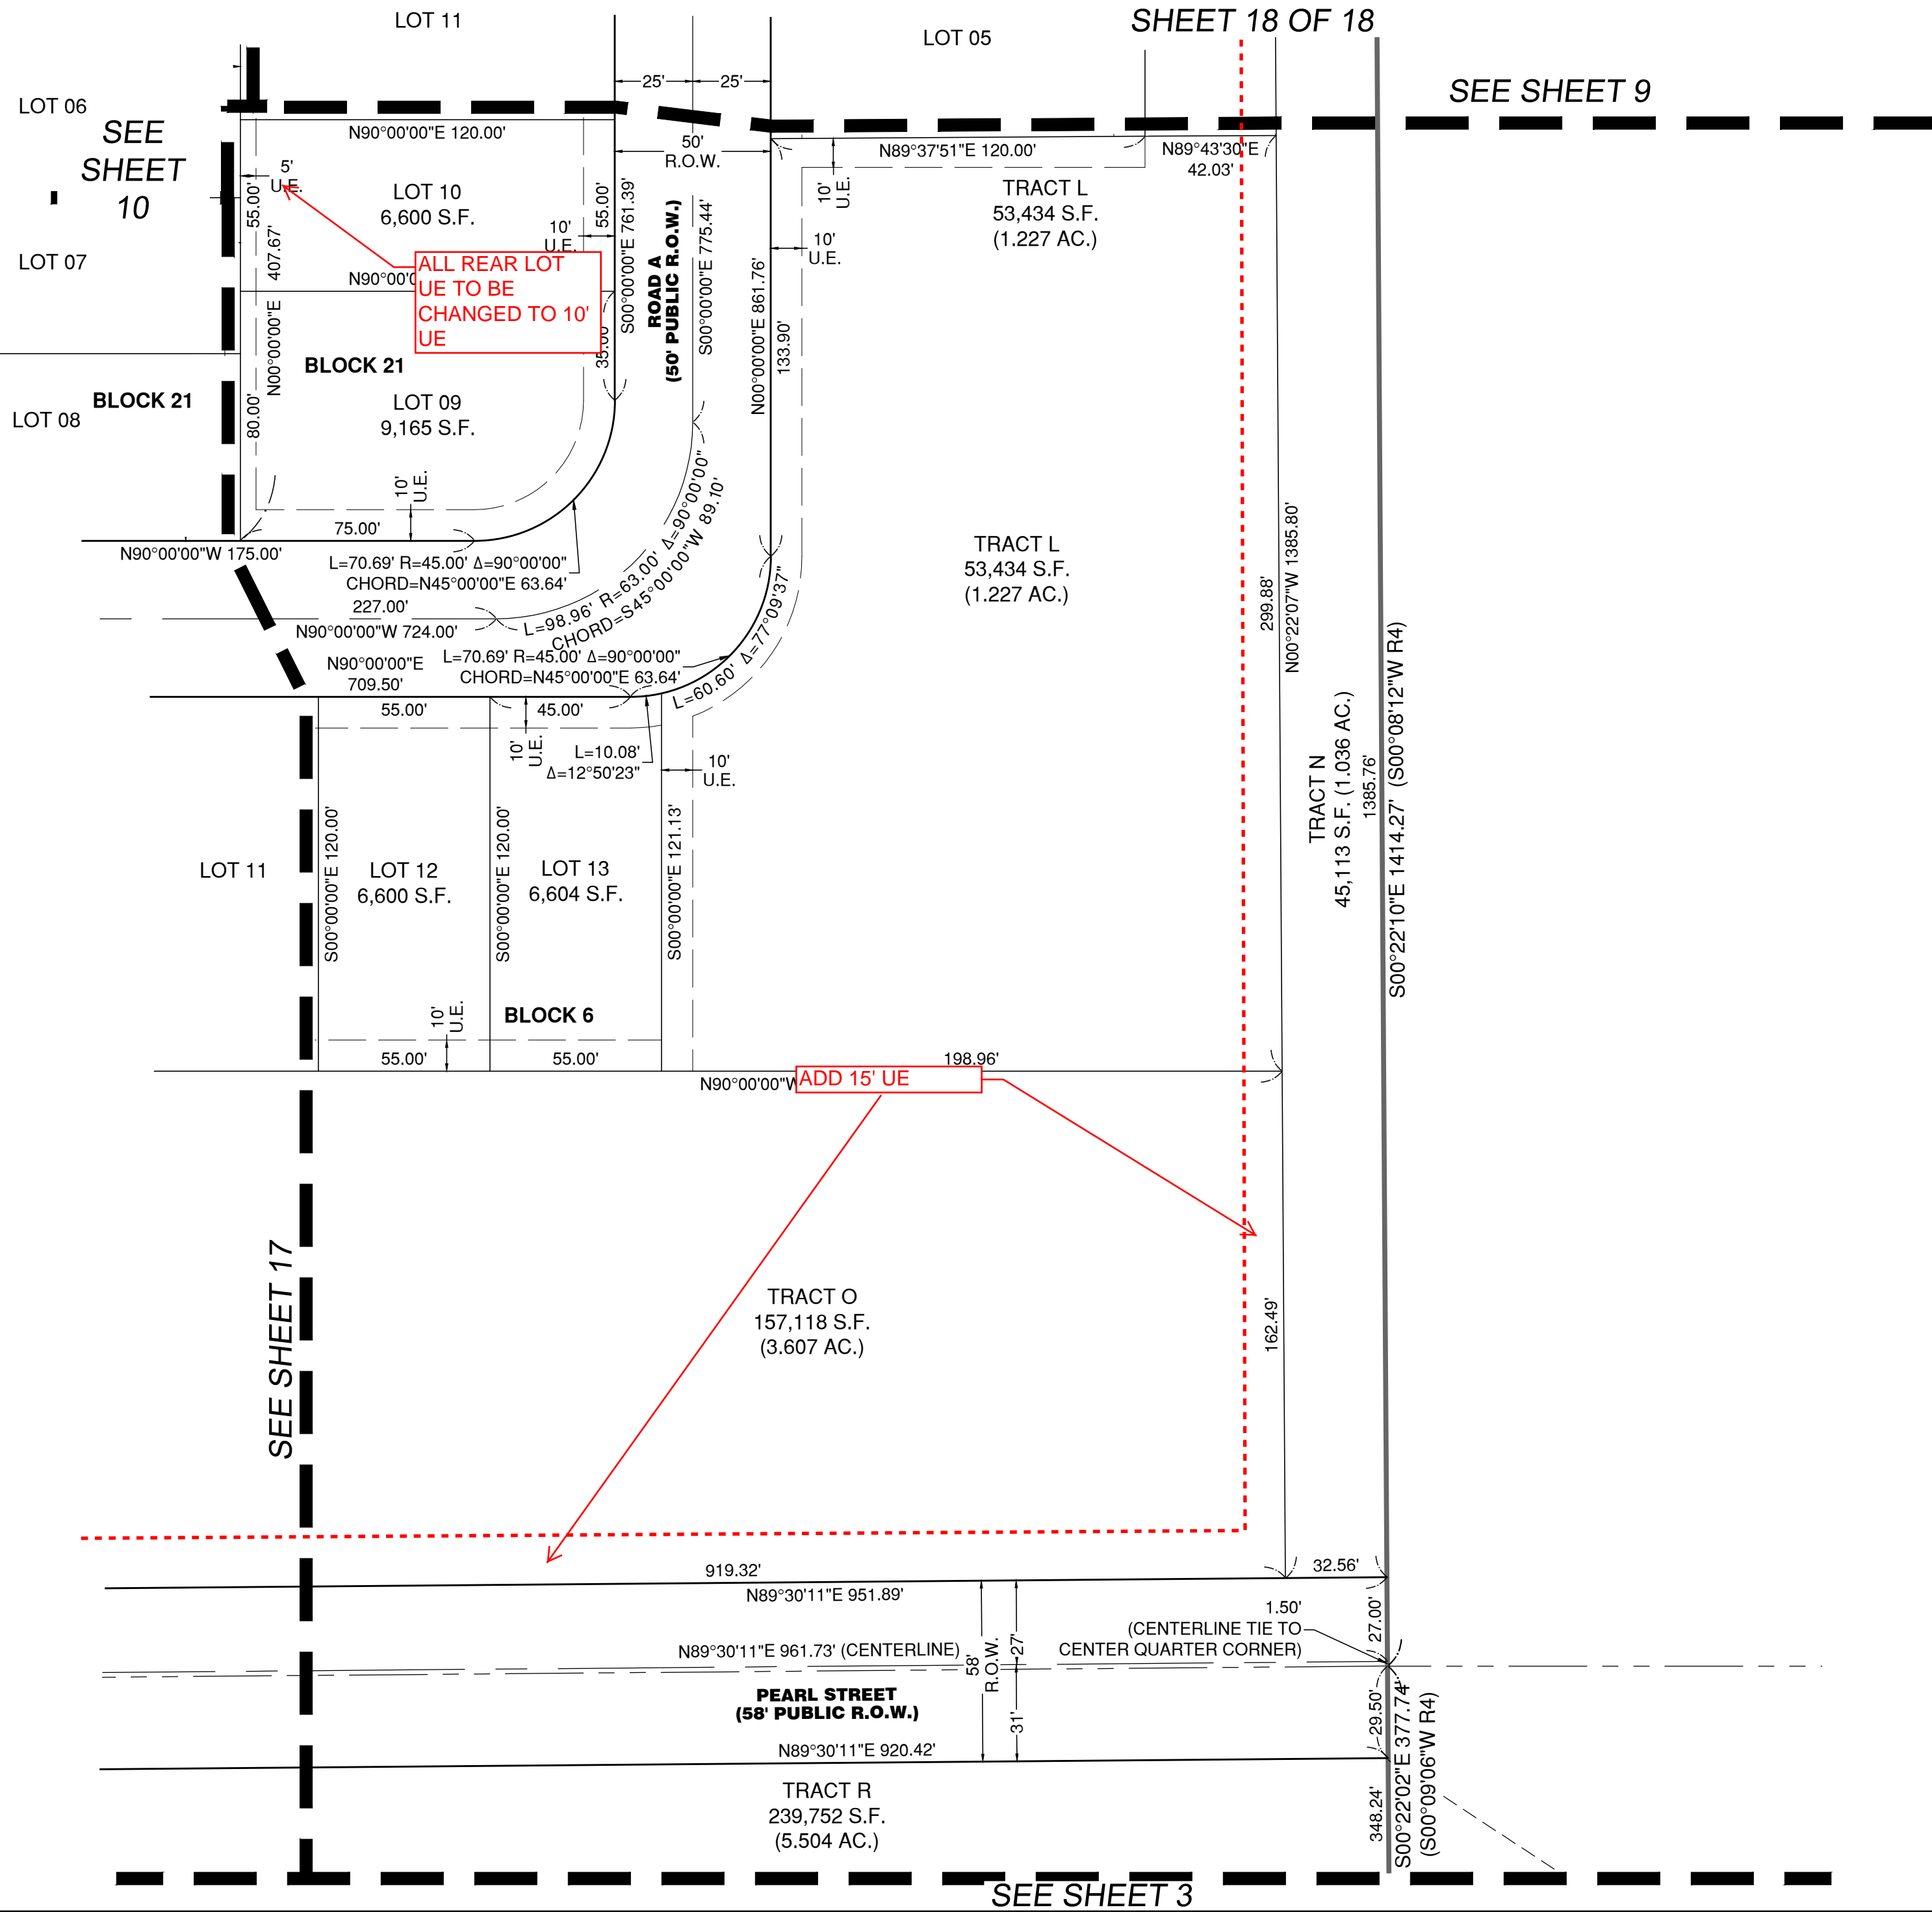 LOT 11
SHEET 18 OF 18
LOT 05
25'
25'
SEE SHEET 9
LOT 06
SEE
SHEET
10
N90°00'00"E 120.00'
50'
R.O.W.
N89°37'51"E 120.00'
N89°43'30"E
42.03'
5'
U.E.
55.00'
LOT 10
6,600 S.F.
55.00'
10'
U.E.
S00°00'00"E 761.39'
ROAD A
(50' PUBLIC R.O.W.)
S00°00'00"E 775.44'
10'
U.E.
TRACT L
53,434 S.F.
(1.227 AC.)
10'
U.E.
LOT 07
407.67'
N00°00'00"E
ALL REAR LOT
UE TO BE
CHANGED TO 10'
UE
35.00'
N00°00'00"E 861.76'
133.90'
BLOCK 21
BLOCK 21
LOT 08
80.00'
LOT 09
9,165 S.F.
10'
U.E.
75.00'
N90°00'00"W 175.00'
L=70.69' R=45.00' Δ=90°00'00"
CHORD=N45°00'00"E 63.64'
L=98.96' R=63.00' Δ=90°00'00"
CHORD=S45°00'00"W 89.10'
TRACT L
53,434 S.F.
(1.227 AC.)
299.88'
N00°22'07"W 1385.80'
227.00'
N90°00'00"W 724.00'
N90°00'00"E
709.50'
L=70.69' R=45.00' Δ=90°00'00"
CHORD=N45°00'00"E 63.64'
L=60.60' Δ=77°09'37"
55.00'
45.00'
10'
U.E.
L=10.08'
Δ=12°50'23"
10'
U.E.
TRACT N
45,113 S.F. (1.036 AC.)
1385.76'
S00°22'10"E 1414.27' (S00°08'12"W R4)
LOT 11
S00°00'00"E 120.00'
LOT 12
6,600 S.F.
S00°00'00"E 120.00'
LOT 13
6,604 S.F.
S00°00'00"E 121.13'
10'
U.E.
BLOCK 6
55.00'
55.00'
198.96'
N90°00'00"W
ADD 15' UE
SEE SHEET 17
TRACT O
157,118 S.F.
(3.607 AC.)
162.49'
919.32'
32.56'
N89°30'11"E 951.89'
1.50'
(CENTERLINE TIE TO
CENTER QUARTER CORNER)
27.00'
N89°30'11"E 961.73' (CENTERLINE)
58'
R.O.W.
27'
31'
PEARL STREET
(58' PUBLIC R.O.W.)
29.50'
S00°22'02"E 377.74'
(S00°09'06"W R4)
N89°30'11"E 920.42'
TRACT R
239,752 S.F.
(5.504 AC.)
348.24'
SEE SHEET 3